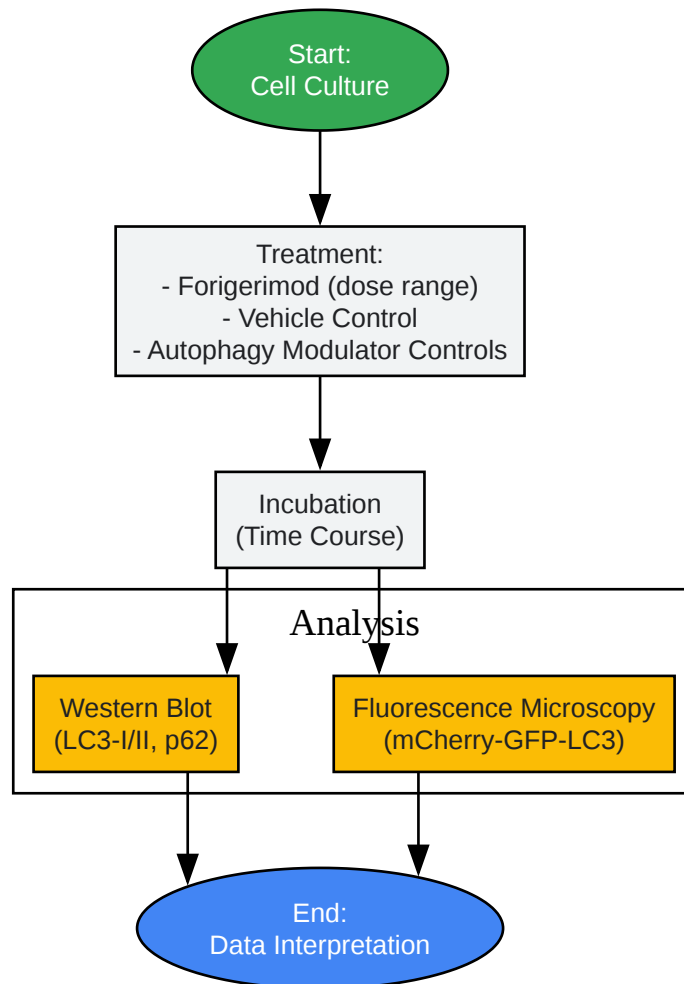 Start:
Cell Culture
Treatment:
- Forigerimod (dose range)
- Vehicle Control
- Autophagy Modulator Controls
Incubation
(Time Course)
Analysis
Western Blot
(LC3-I/II, p62)
Fluorescence Microscopy
(mCherry-GFP-LC3)
End:
Data Interpretation